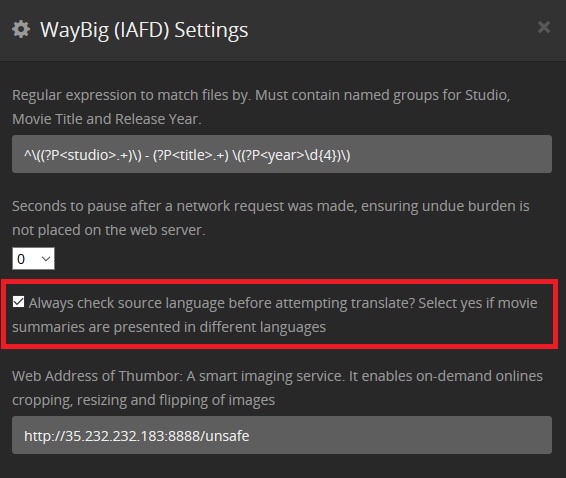 WayBig (IAFD) Settings
Regular expression to match files by. Must contain named groups for Studio,
Movie Title and Release Year.
^\((?P<studio>.+)\) - (?P<title>.+) \((?P<year>\d{4})\)
Seconds to pause after a network request was made, ensuring undue burden is
not placed on the web server.
0
Always check source language before attempting translate? Select yes if movie
summaries are presented in different languages
Web Address of Thumbor: A smart imaging service. It enables on-demand onlines
cropping, resizing and flipping of images
http://35.232.232.183:8888/unsafe